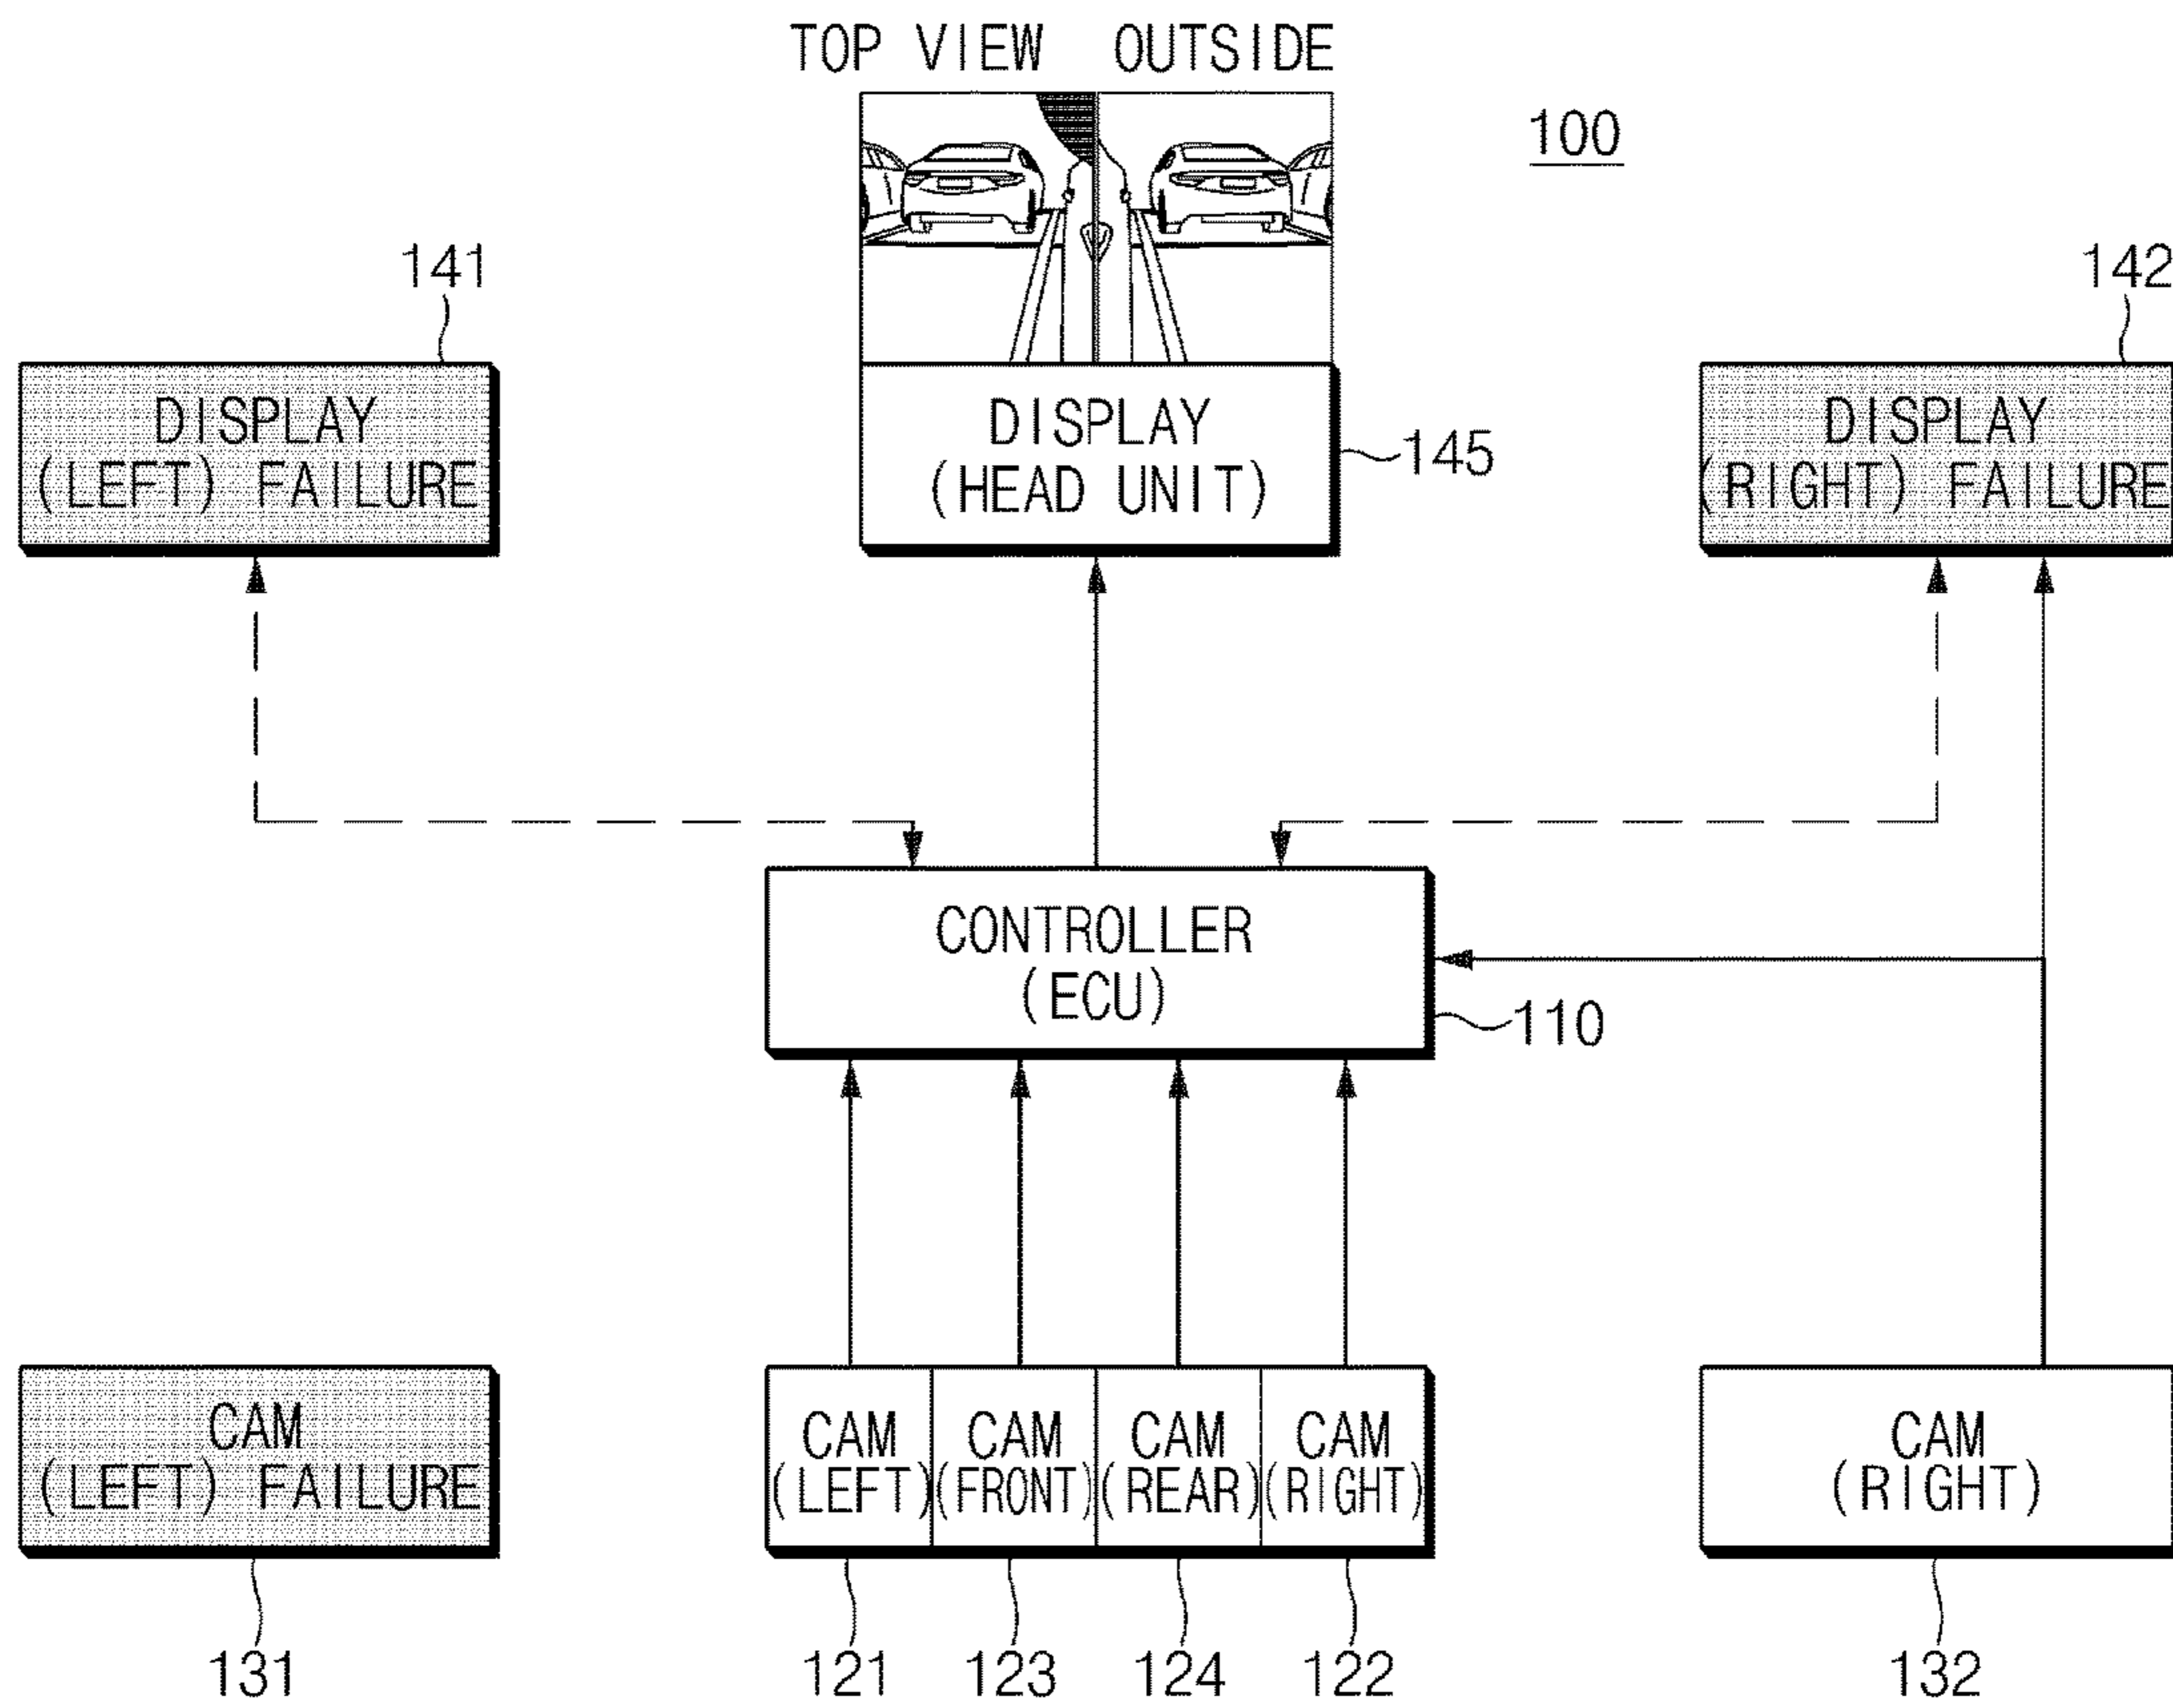 TOP VIEW OUTSIDE
100
141
142
DISPLAY
(LEFT) FAILURE
DISPLAY
(HEAD UNIT)
145
DISPLAY
(RIGHT) FAILURE
CONTROLLER
(ECU)
110
CAM
(LEFT) FAILURE
CAM
(LEFT)
CAM
(FRONT)
CAM
(REAR)
CAM
(RIGHT)
CAM
(RIGHT)
131
121
123
124
122
132